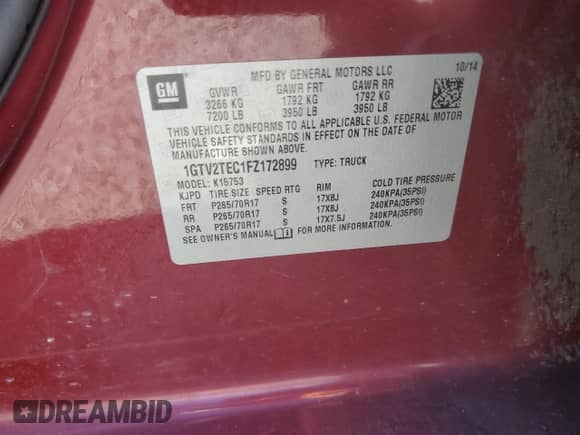 GM
MFD BY GENERAL MOTORS LLC.
10/14
GVWR GAWR FRT GAWR RR
3266 KG 1792 KG 1792 KG
7200 LB 3950 LB 3950 LB
THIS VEHICLE CONFORMS TO ALL APPLICABLE U.S. FEDERAL MOTOR
VEHICLE SAFETY STANDARDS IN EFFECT ON THE DATE OF
MANUFACTURE SHOWN ABOVE.
1GTV2TEC1FZ172899 TYPE: TRUCK
MODEL: K15753
KJPD TIRE SIZE SPEED RTG RIM COLD TIRE PRESSURE
FRT P265/70R17 S 17X8J 240KPA(35PSI)
RR P265/70R17 S 17X8J 240KPA(35PSI)
SPA P265/70R17 S 17X7.5J 240KPA(35PSI)
SEE OWNER'S MANUAL FOR MORE INFORMATION.
DREAMBID